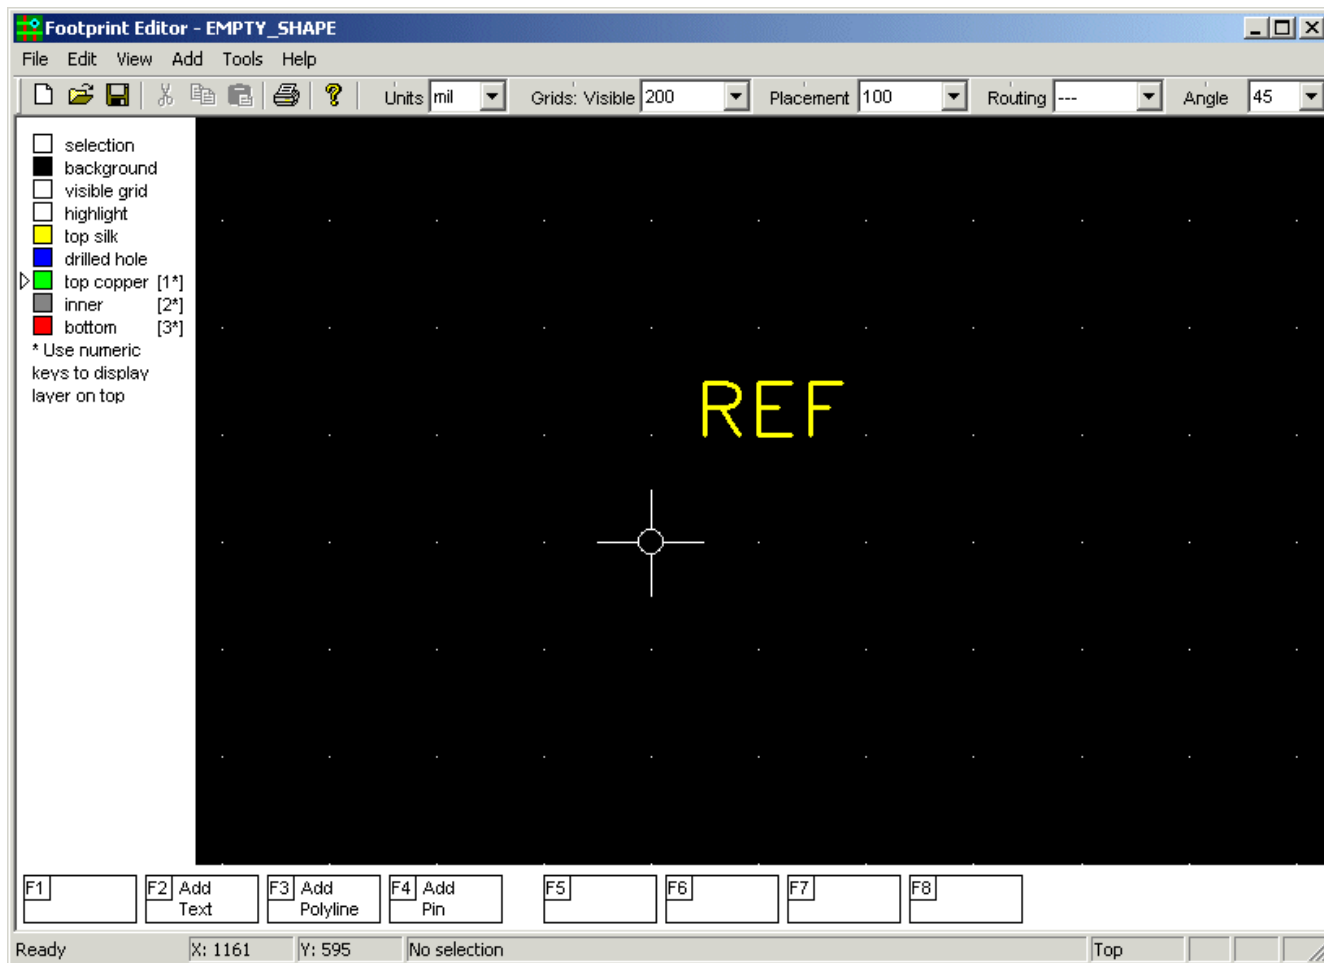 Footprint Editor - EMPTY_SHAPE
File Edit View Add Tools Help
Units mil Grids: Visible 200 Placement 100 Routing --- Angle 45
selection
background
visible grid
highlight
top silk
drilled hole
top copper [1*]
inner [2*]
bottom [3*]
* Use numeric
keys to display
layer on top
REF
F1 F2 Add Text F3 Add Polyline F4 Add Pin F5 F6 F7 F8
Ready X: 1161 Y: 595 No selection Top